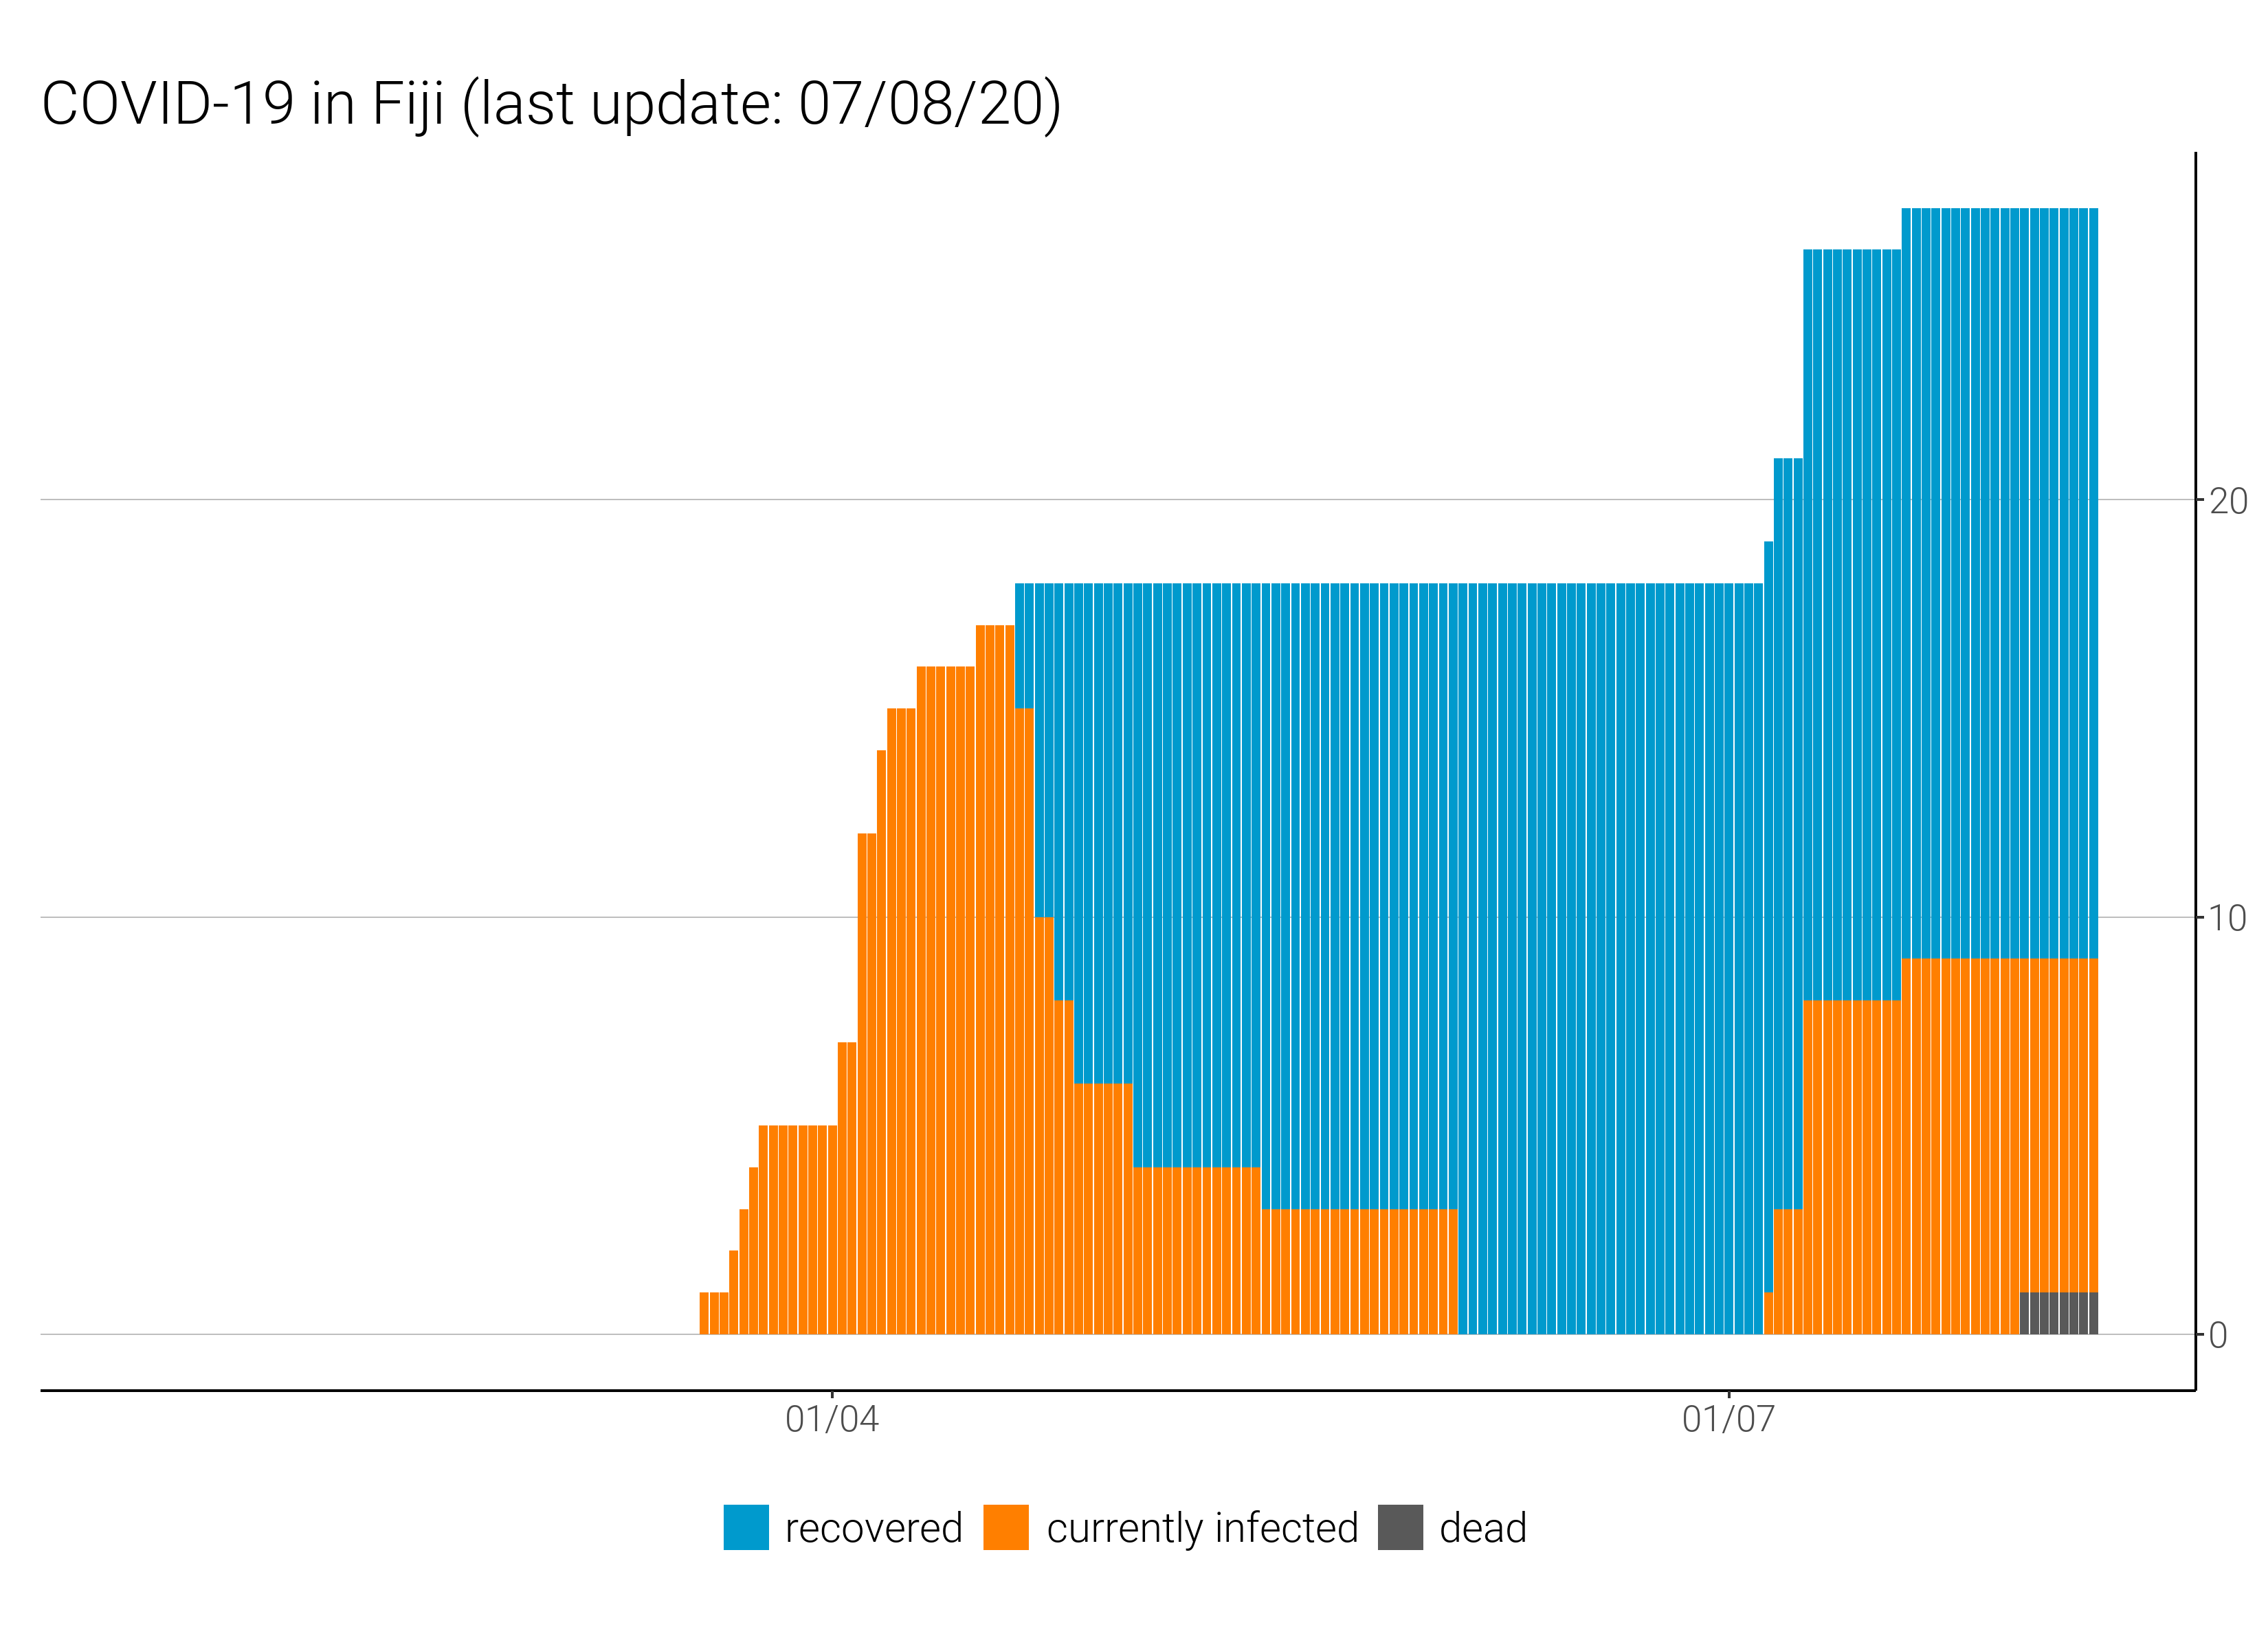 COVID-19 in Fiji (last update: 07/08/20)
20
10
0
01/04 01/07
recovered currently infected dead